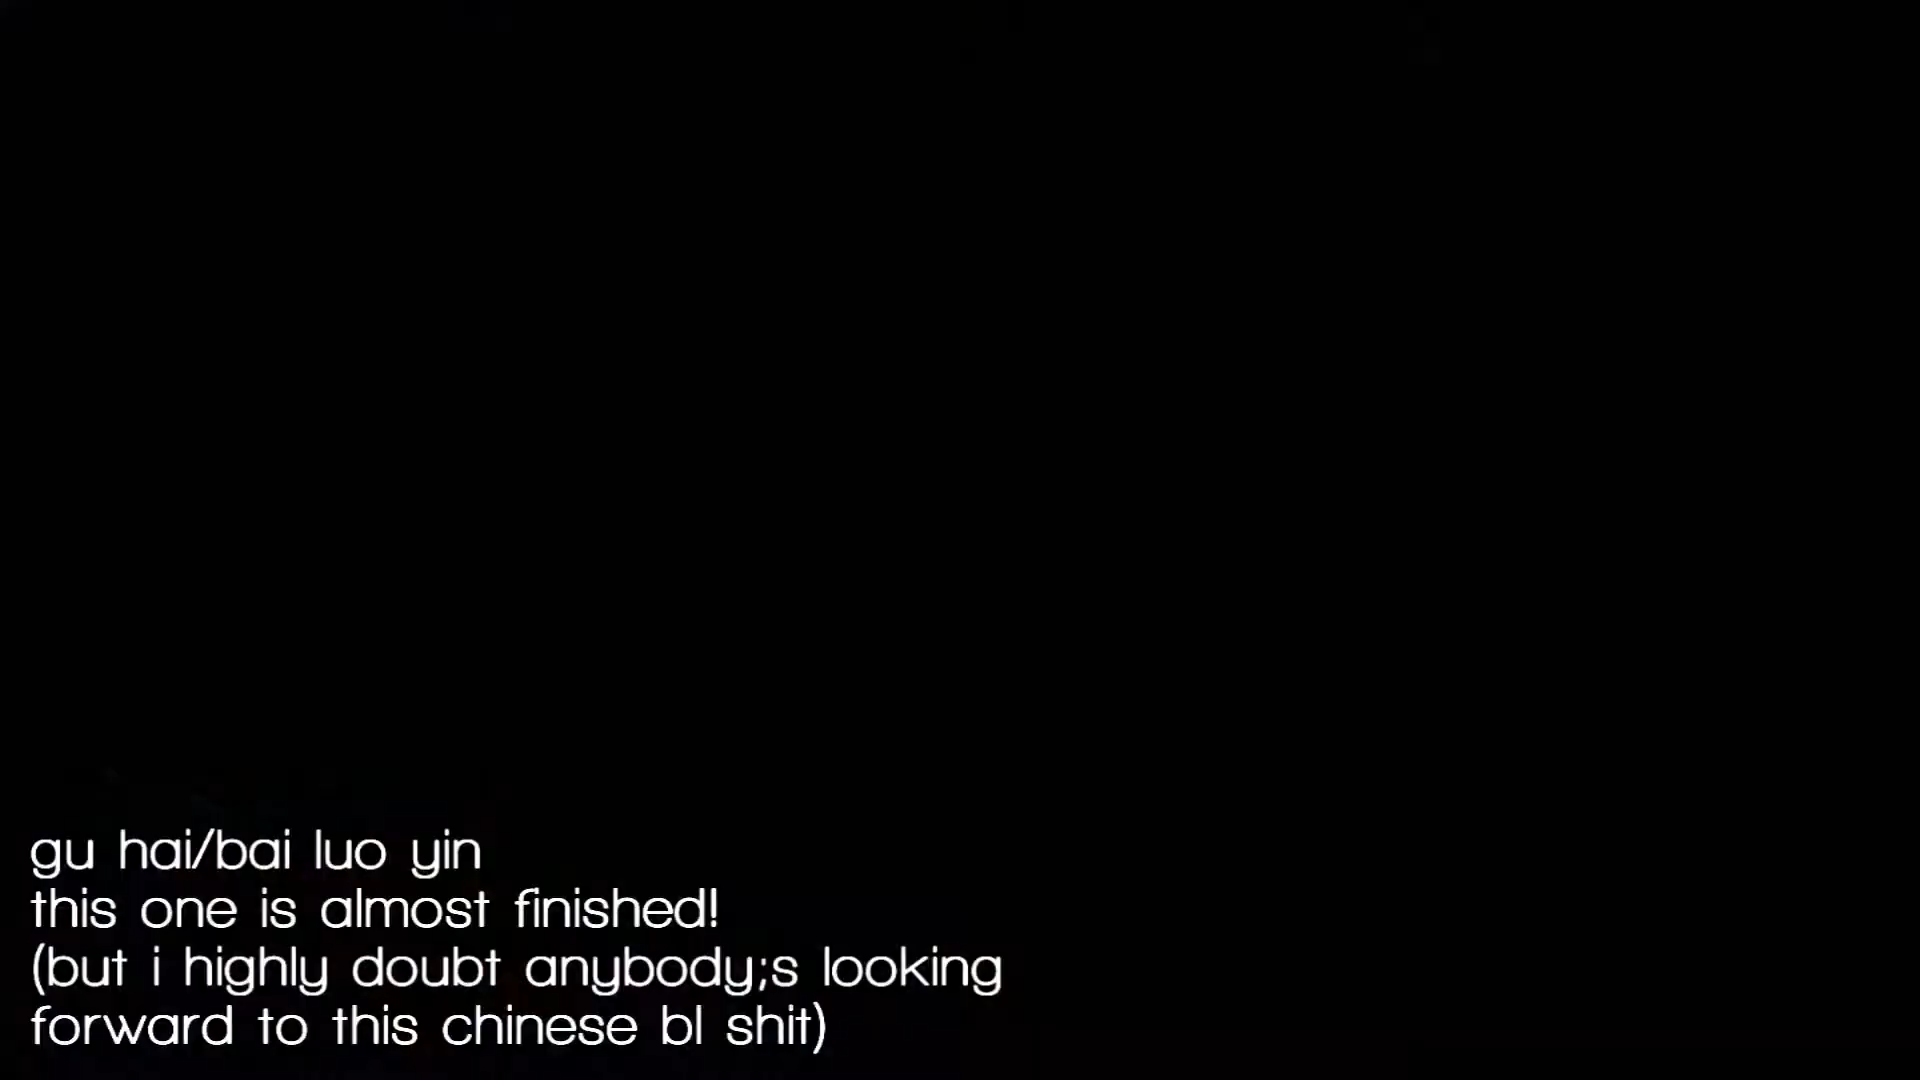 gu hai/bai luo yin
this one is almost finished!
(but i highly doubt anybody;s looking
forward to this chinese bl shit)